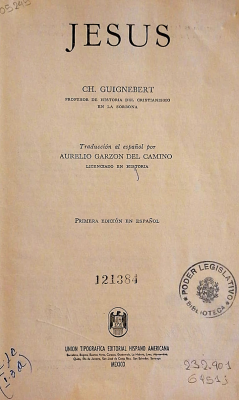 05243
JESUS
CH. GUIGNEBERT
PROFESOR DE HISTORIA DEL CRISTIANISMO
EN LA SORBONA
Traducción al español por
AURELIO GARZON DEL CAMINO
LICENCIADO EN HISTORIA
PRIMERA EDICIÓN EN ESPAÑOL
121384
PODER LEGISLATIVO
BIBLIOTECA
UNION TIPOGRAFICA EDITORIAL HISPANO AMERICANA
MEXICO
232.901